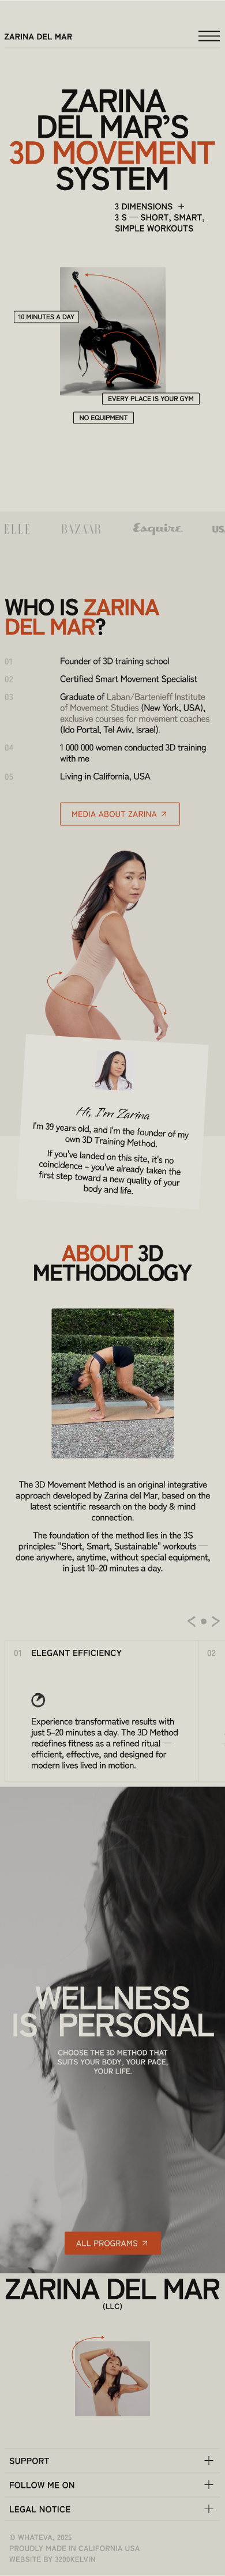 ZARINA DEL MAR
ZARINA
DEL MAR'S
3D MOVEMENT
SYSTEM
3 DIMENSIONS +
3 S — SHORT, SMART,
SIMPLE WORKOUTS
10 MINUTES A DAY
EVERY PLACE IS YOUR GYM
NO EQUIPMENT
ELLE BAZAAR Esquire US
WHO IS ZARINA
DEL MAR?
01 Founder of 3D training school
02 Certified Smart Movement Specialist
03 Graduate of Laban/Bartenieff Institute
of Movement Studies (New York, USA),
exclusive courses for movement coaches
(Ido Portal, Tel Aviv, Israel).
04 1 000 000 women conducted 3D training
with me
05 Living in California, USA
MEDIA ABOUT ZARINA
Hi, I'm Zarina
I'm 39 years old, and I'm the founder of my
own 3D Training Method.
If you've landed on this site, it's no
coincidence – you've already taken the
first step toward a new quality of your
body and life.
ABOUT 3D
METHODOLOGY
The 3D Movement Method is an original integrative
approach developed by Zarina del Mar, based on the
latest scientific research on the body & mind
connection.
The foundation of the method lies in the 3S
principles: "Short, Smart, Sustainable" workouts —
done anywhere, anytime, without special equipment,
in just 10–20 minutes a day.
01 ELEGANT EFFICIENCY 02
Experience transformative results with
just 5–20 minutes a day. The 3D Method
redefines fitness as a refined ritual —
efficient, effective, and designed for
modern lives lived in motion.
WELLNESS
IS PERSONAL
CHOOSE THE 3D METHOD THAT
SUITS YOUR BODY, YOUR PACE,
YOUR LIFE.
ALL PROGRAMS
ZARINA DEL MAR
(LLC)
SUPPORT
FOLLOW ME ON
LEGAL NOTICE
© WHATEVA, 2025
PROUDLY MADE IN CALIFORNIA USA
WEBSITE BY 3200KELVIN